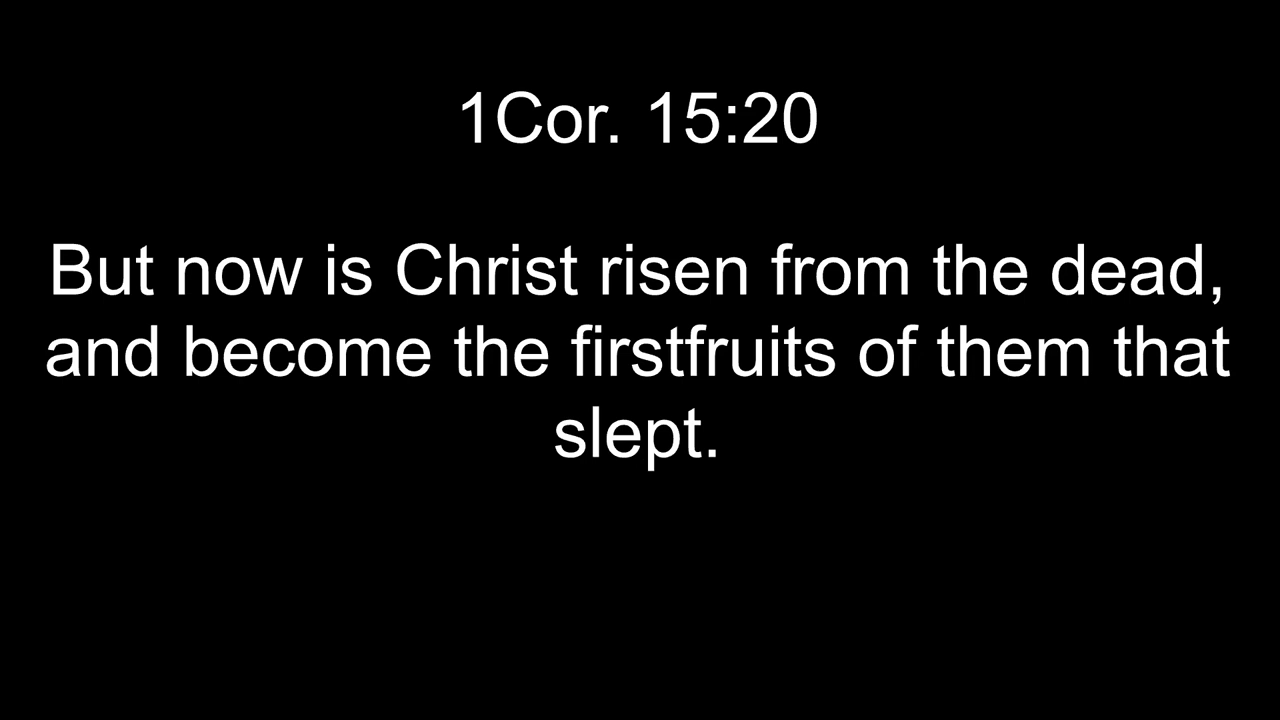 1Cor. 15:20
But now is Christ risen from the dead,
and become the firstfruits of them that
slept.